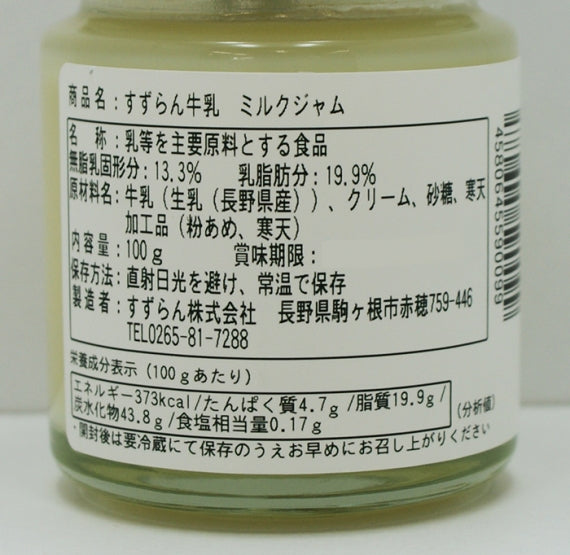 商品名：すずらん牛乳　ミルクジャム
名　称：乳等を主要原料とする食品
無脂乳固形分：13.3%　乳脂肪分：19.9%
原材料名：牛乳（生乳（長野県産））、クリーム、砂糖、寒天
加工品（粉あめ、寒天）
内容量：100g　賞味期限：
保存方法：直射日光を避け、常温で保存
製造者：すずらん株式会社　長野県駒ヶ根市赤穂759-446
TEL0265-81-7288
栄養成分表示（100gあたり）
エネルギー373kcal/たんぱく質4.7g/脂質19.9g/
炭水化物43.8g/食塩相当量0.17g
（分析値）
・開封後は要冷蔵にて保存のうえお早めにお召し上がりください
4580645590099